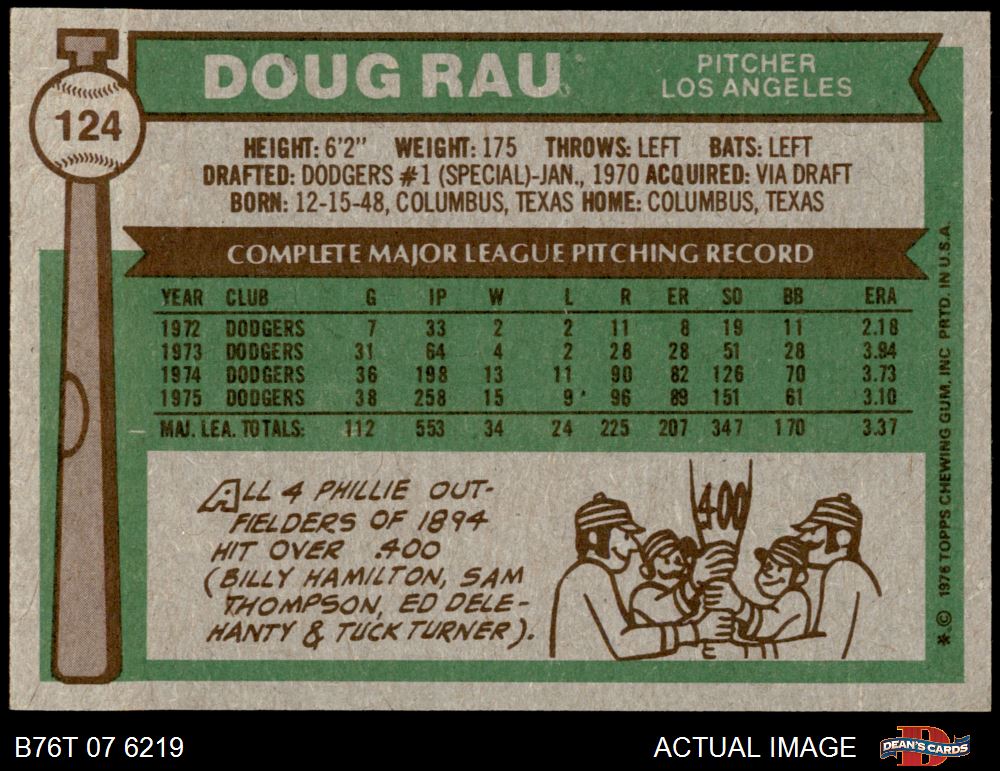 DOUG RAU
PITCHER
LOS ANGELES
124
HEIGHT: 6'2" WEIGHT: 175 THROWS: LEFT BATS: LEFT
DRAFTED: DODGERS #1 (SPECIAL)-JAN., 1970 ACQUIRED: VIA DRAFT
BORN: 12-15-48, COLUMBUS, TEXAS HOME: COLUMBUS, TEXAS
COMPLETE MAJOR LEAGUE PITCHING RECORD
YEAR CLUB G IP W L R ER SO BB ERA
1972 DODGERS 7 33 2 2 11 8 19 11 2.18
1973 DODGERS 31 64 4 2 28 28 51 28 3.94
1974 DODGERS 36 198 13 11 90 82 126 70 3.73
1975 DODGERS 38 258 15 9 96 89 151 61 3.10
MAJ. LEA. TOTALS: 112 553 34 24 225 207 347 170 3.37
ALL 4 PHILLIE OUT-
FIELDERS OF 1894
HIT OVER .400
(BILLY HAMILTON, SAM
THOMPSON, ED DELE-
HANTY & TUCK TURNER).
.400
* © 1976 TOPPS CHEWING GUM, INC PRTD. IN U.S.A.
B76T 07 6219
ACTUAL IMAGE
D
DEAN'S CARDS